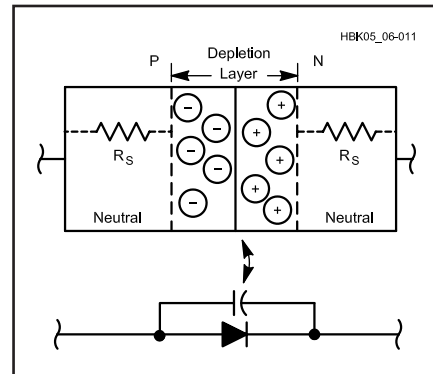 HBK05_06-011
P Depletion N
Layer
− + 
− +
− +
− +
− +
R_S R_S
Neutral Neutral